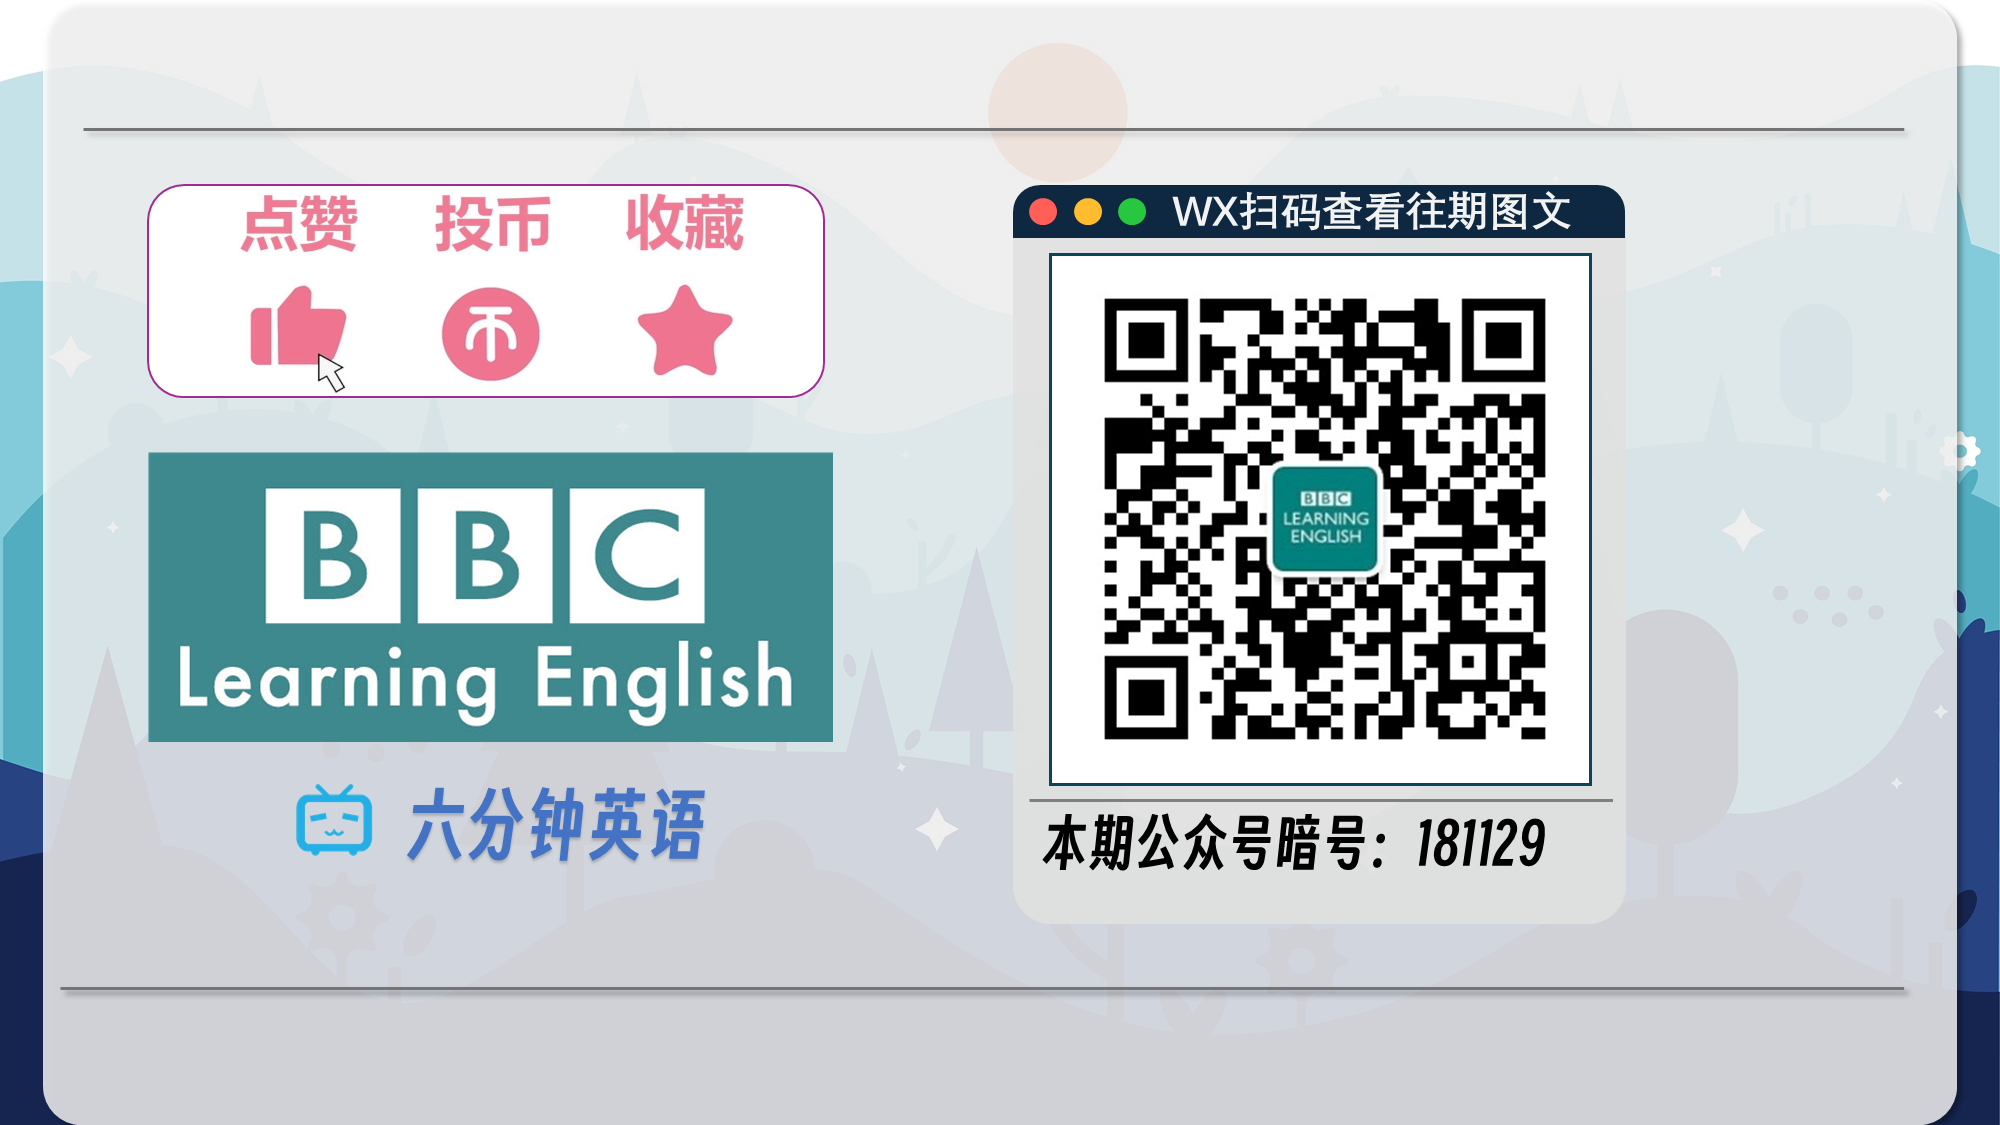 点赞 投币 收藏
币
BBC
Learning English
六分钟英语
WX扫码查看往期图文
BBC
LEARNING
ENGLISH
本期公众号暗号：181129